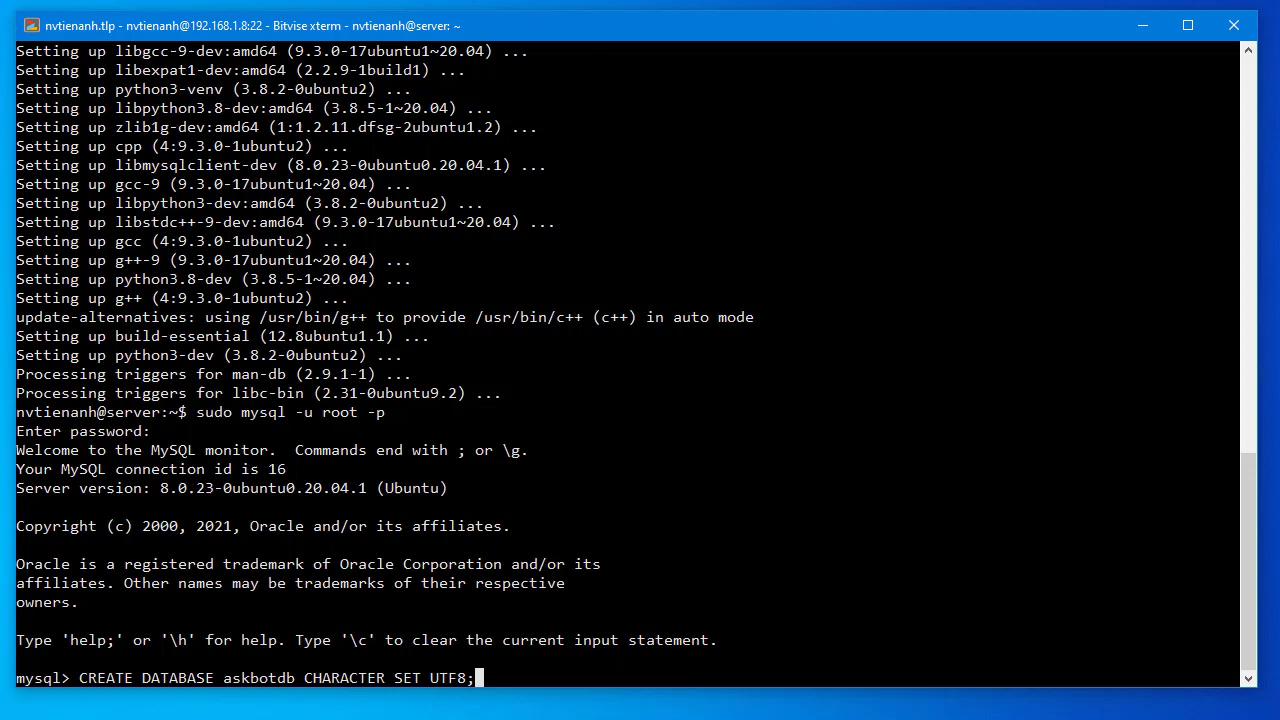 nvtienanh.tlp - nvtienanh@192.168.1.8:22 - Bitvise xterm - nvtienanh@server: ~
Setting up libgcc-9-dev:amd64 (9.3.0-17ubuntu1~20.04) ...
Setting up libexpat1-dev:amd64 (2.2.9-1build1) ...
Setting up python3-venv (3.8.2-0ubuntu2) ...
Setting up libpython3.8-dev:amd64 (3.8.5-1~20.04) ...
Setting up zlib1g-dev:amd64 (1:1.2.11.dfsg-2ubuntu1.2) ...
Setting up cpp (4:9.3.0-1ubuntu2) ...
Setting up libmysqlclient-dev (8.0.23-0ubuntu0.20.04.1) ...
Setting up gcc-9 (9.3.0-17ubuntu1~20.04) ...
Setting up libpython3-dev:amd64 (3.8.2-0ubuntu2) ...
Setting up libstdc++-9-dev:amd64 (9.3.0-17ubuntu1~20.04) ...
Setting up gcc (4:9.3.0-1ubuntu2) ...
Setting up g++-9 (9.3.0-17ubuntu1~20.04) ...
Setting up python3.8-dev (3.8.5-1~20.04) ...
Setting up g++ (4:9.3.0-1ubuntu2) ...
update-alternatives: using /usr/bin/g++ to provide /usr/bin/c++ (c++) in auto mode
Setting up build-essential (12.8ubuntu1.1) ...
Setting up python3-dev (3.8.2-0ubuntu2) ...
Processing triggers for man-db (2.9.1-1) ...
Processing triggers for libc-bin (2.31-0ubuntu9.2) ...
nvtienanh@server:~$ sudo mysql -u root -p
Enter password:
Welcome to the MySQL monitor.  Commands end with ; or \g.
Your MySQL connection id is 16
Server version: 8.0.23-0ubuntu0.20.04.1 (Ubuntu)
Copyright (c) 2000, 2021, Oracle and/or its affiliates.
Oracle is a registered trademark of Oracle Corporation and/or its
affiliates. Other names may be trademarks of their respective
owners.
Type 'help;' or '\h' for help. Type '\c' to clear the current input statement.
mysql> CREATE DATABASE askbotdb CHARACTER SET UTF8;